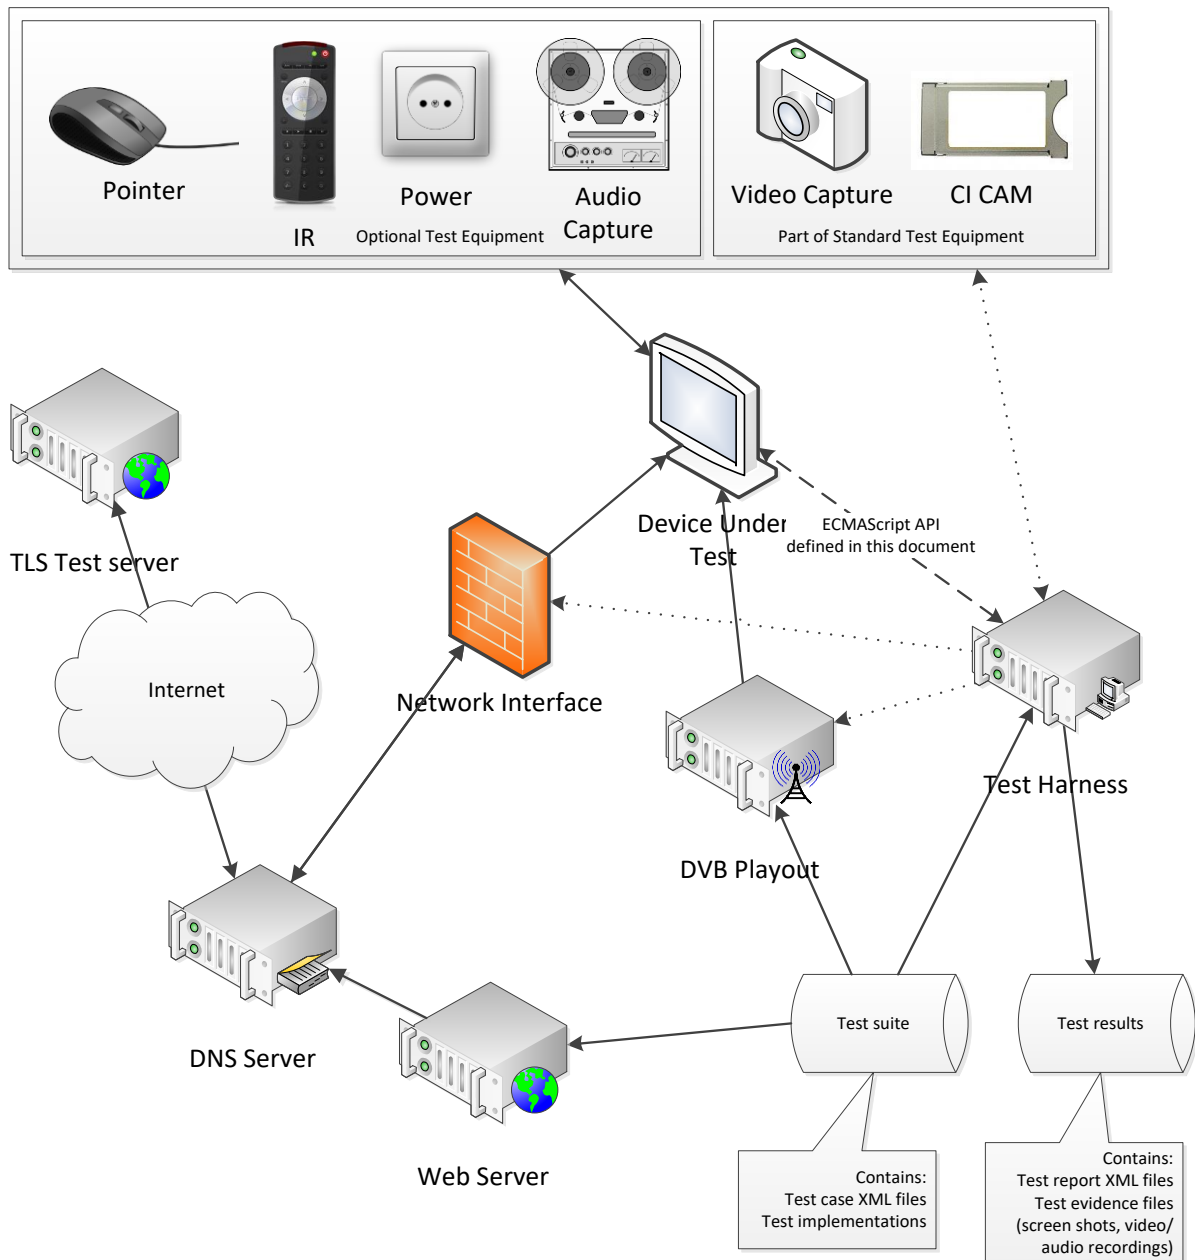 Pointer
IR
Power
Optional Test Equipment
Audio
Capture
Video Capture
CI CAM
Part of Standard Test Equipment
TLS Test server
Device Under
Test
ECMAScript API
defined in this document
Internet
Network Interface
Test Harness
DVB Playout
DNS Server
Test suite
Test results
Web Server
Contains:
Test case XML files
Test implementations
Contains:
Test report XML files
Test evidence files
(screen shots, video/
audio recordings)